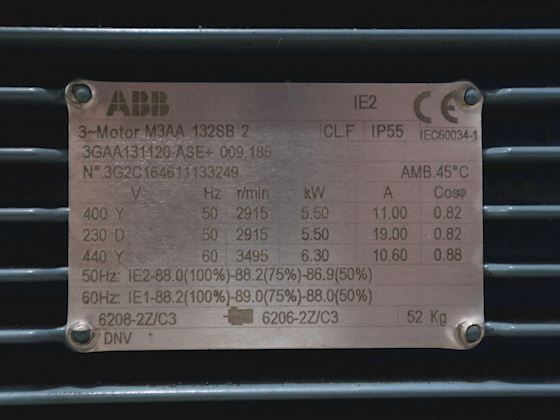 ABB IE2 CE
3~Motor M3AA 132SB 2 CL.F IP55 IEC60034-1
3GAA131120-ASE+ 009,186
N°.3G2C164611133249 AMB.45°C
V Hz r/min kW A Cosφ
400 Y 50 2915 5.50 11.00 0.82
230 D 50 2915 5.50 19.00 0.82
440 Y 60 3495 6.30 10.60 0.88
50Hz: IE2-88.0(100%)-88.2(75%)-86.9(50%)
60Hz: IE1-88.2(100%)-89.0(75%)-88.0(50%)
6208-2Z/C3 6206-2Z/C3 52 Kg
DNV